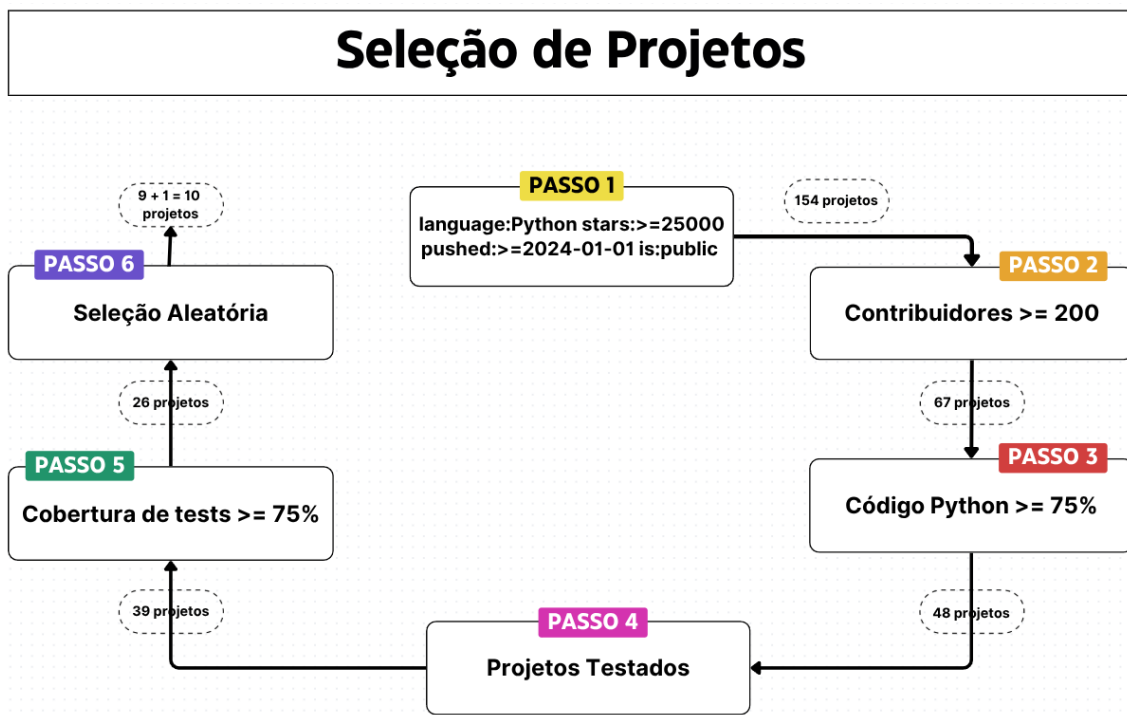 Seleção de Projetos
PASSO 1
language:Python stars:>=25000
pushed:>=2024-01-01 is:public
154 projetos
PASSO 2
Contribuidores >= 200
67 projetos
PASSO 3
Código Python >= 75%
48 projetos
PASSO 4
Projetos Testados
39 projetos
PASSO 5
Cobertura de tests >= 75%
26 projetos
PASSO 6
Seleção Aleatória
9 + 1 = 10
projetos